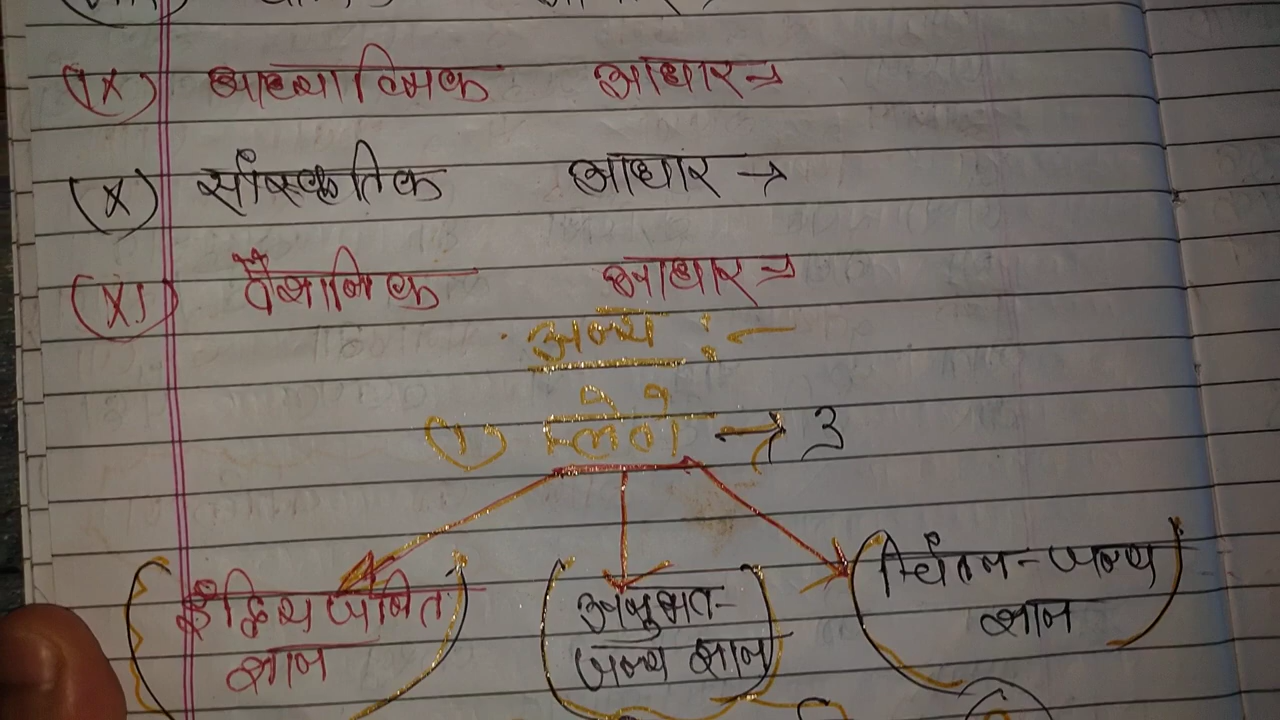 (ix) आध्यात्मिक आधार→
(x) सांस्कृतिक आधार→
(xi) वैज्ञानिक आधार→
अन्य :-
1) प्लेटो → 3
इंद्रिय जनित ज्ञान
अनुभव-जन्य ज्ञान
चिंतन-जन्य ज्ञान